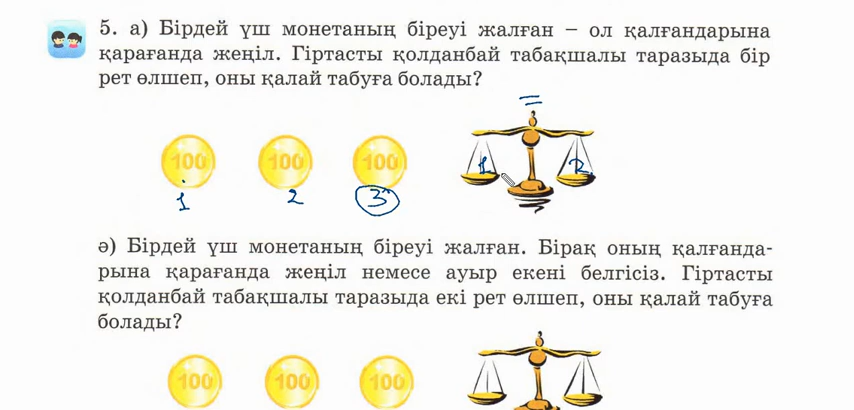 5. а) Бірдей үш монетаның біреуі жалған – ол қалғандарына
қарағанда жеңіл. Гіртасты қолданбай табақшалы таразыда бір
рет өлшеп, оны қалай табуға болады?
=
100 100 100
1 2
1 2 3
ә) Бірдей үш монетаның біреуі жалған. Бірақ оның қалғанда-
рына қарағанда жеңіл немесе ауыр екені белгісіз. Гіртасты
қолданбай табақшалы таразыда екі рет өлшеп, оны қалай табуға
болады?
100 100 100